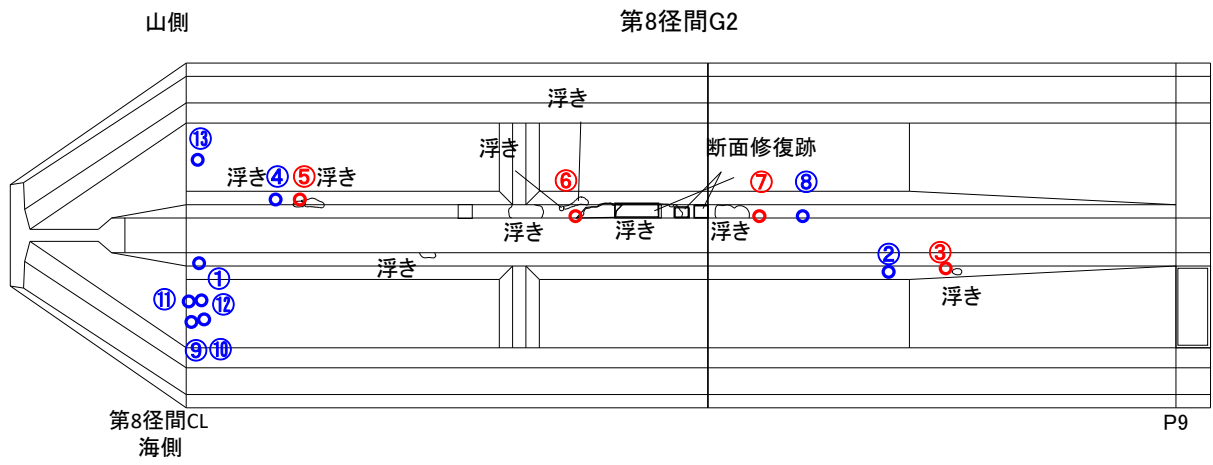 山側
第8径間G2
浮き
⑬
浮き
断面修復跡
浮き④⑤浮き
⑥
⑦
⑧
浮き
浮き
浮き
浮き
①
②
③
浮き
⑪
⑫
⑨⑩
第8径間CL
海側
P9